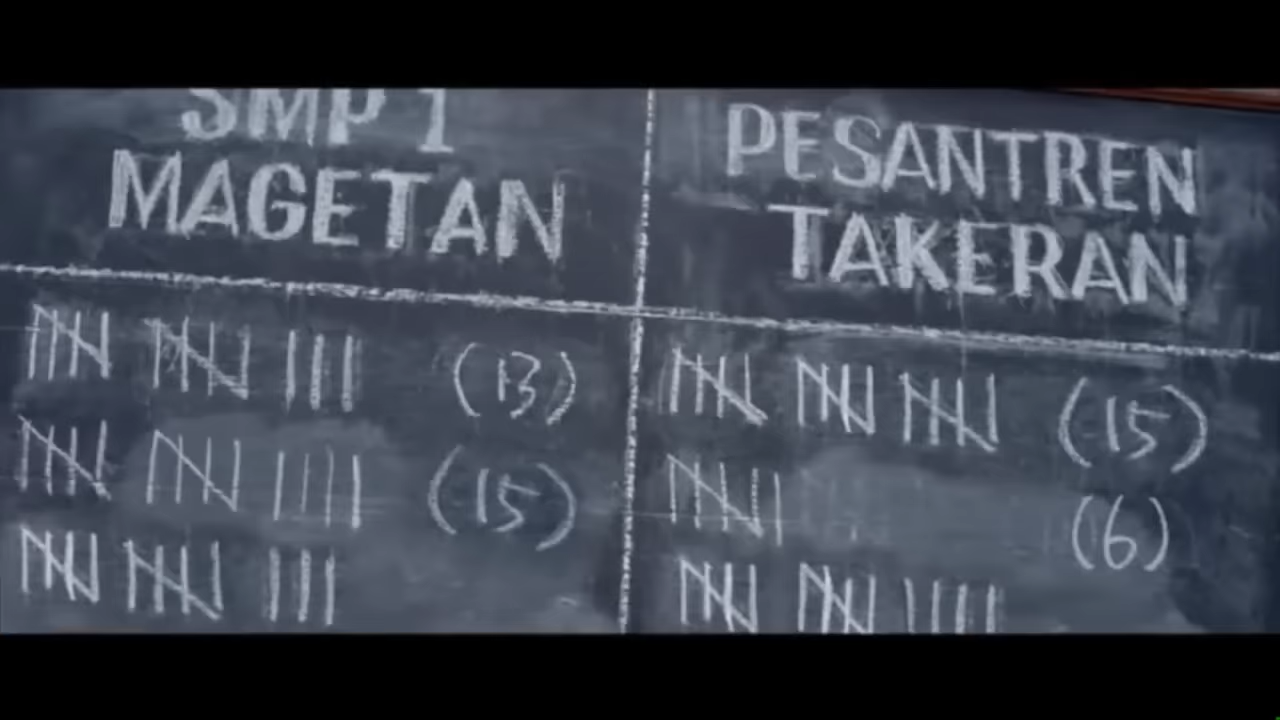 SMP 1
MAGETAN
PESANTREN
TAKERAN
(13)
(15)
(15)
(6)